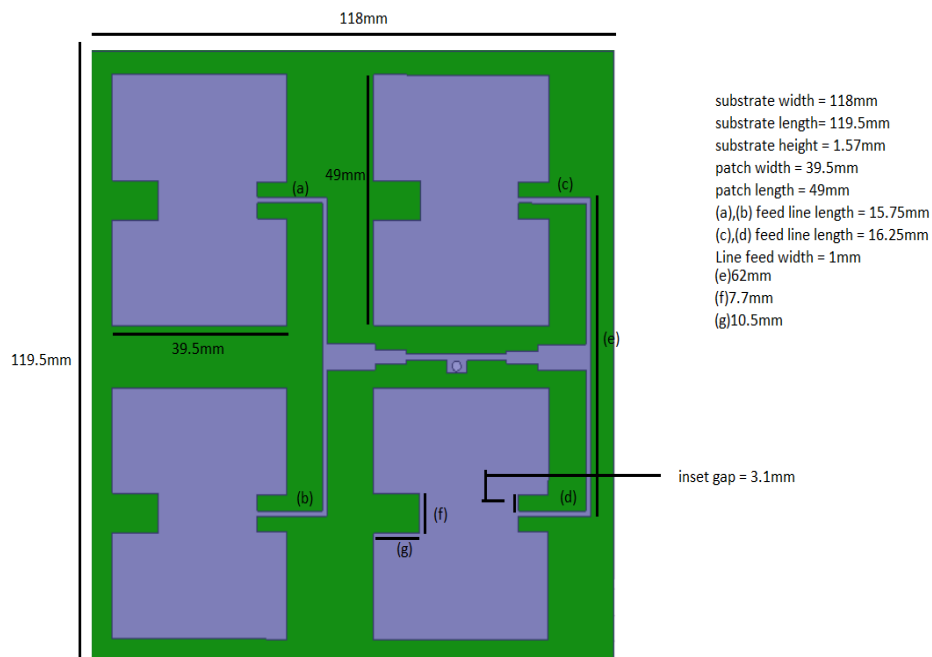 118mm
substrate width = 118mm
substrate length= 119.5mm
substrate height = 1.57mm
patch width = 39.5mm
patch length = 49mm
(a),(b) feed line length = 15.75mm
(c),(d) feed line length = 16.25mm
Line feed width = 1mm
(e)62mm
(f)7.7mm
(g)10.5mm
49mm
(a)
(c)
39.5mm
(e)
119.5mm
inset gap = 3.1mm
(b)
(d)
(f)
(g)